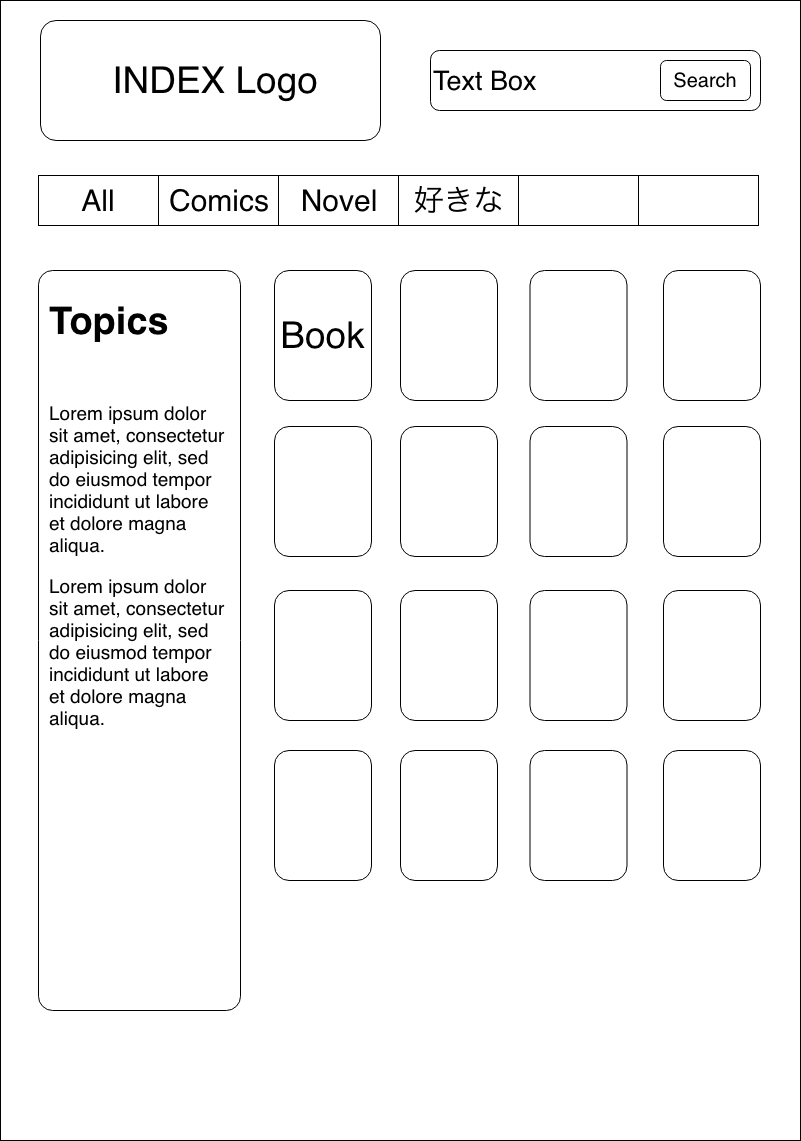 INDEX Logo
Text Box
Search
All
Comics
Novel
好きな
Topics
Book
Lorem ipsum dolor
sit amet, consectetur
adipisicing elit, sed
do eiusmod tempor
incididunt ut labore
et dolore magna
aliqua.
Lorem ipsum dolor
sit amet, consectetur
adipisicing elit, sed
do eiusmod tempor
incididunt ut labore
et dolore magna
aliqua.